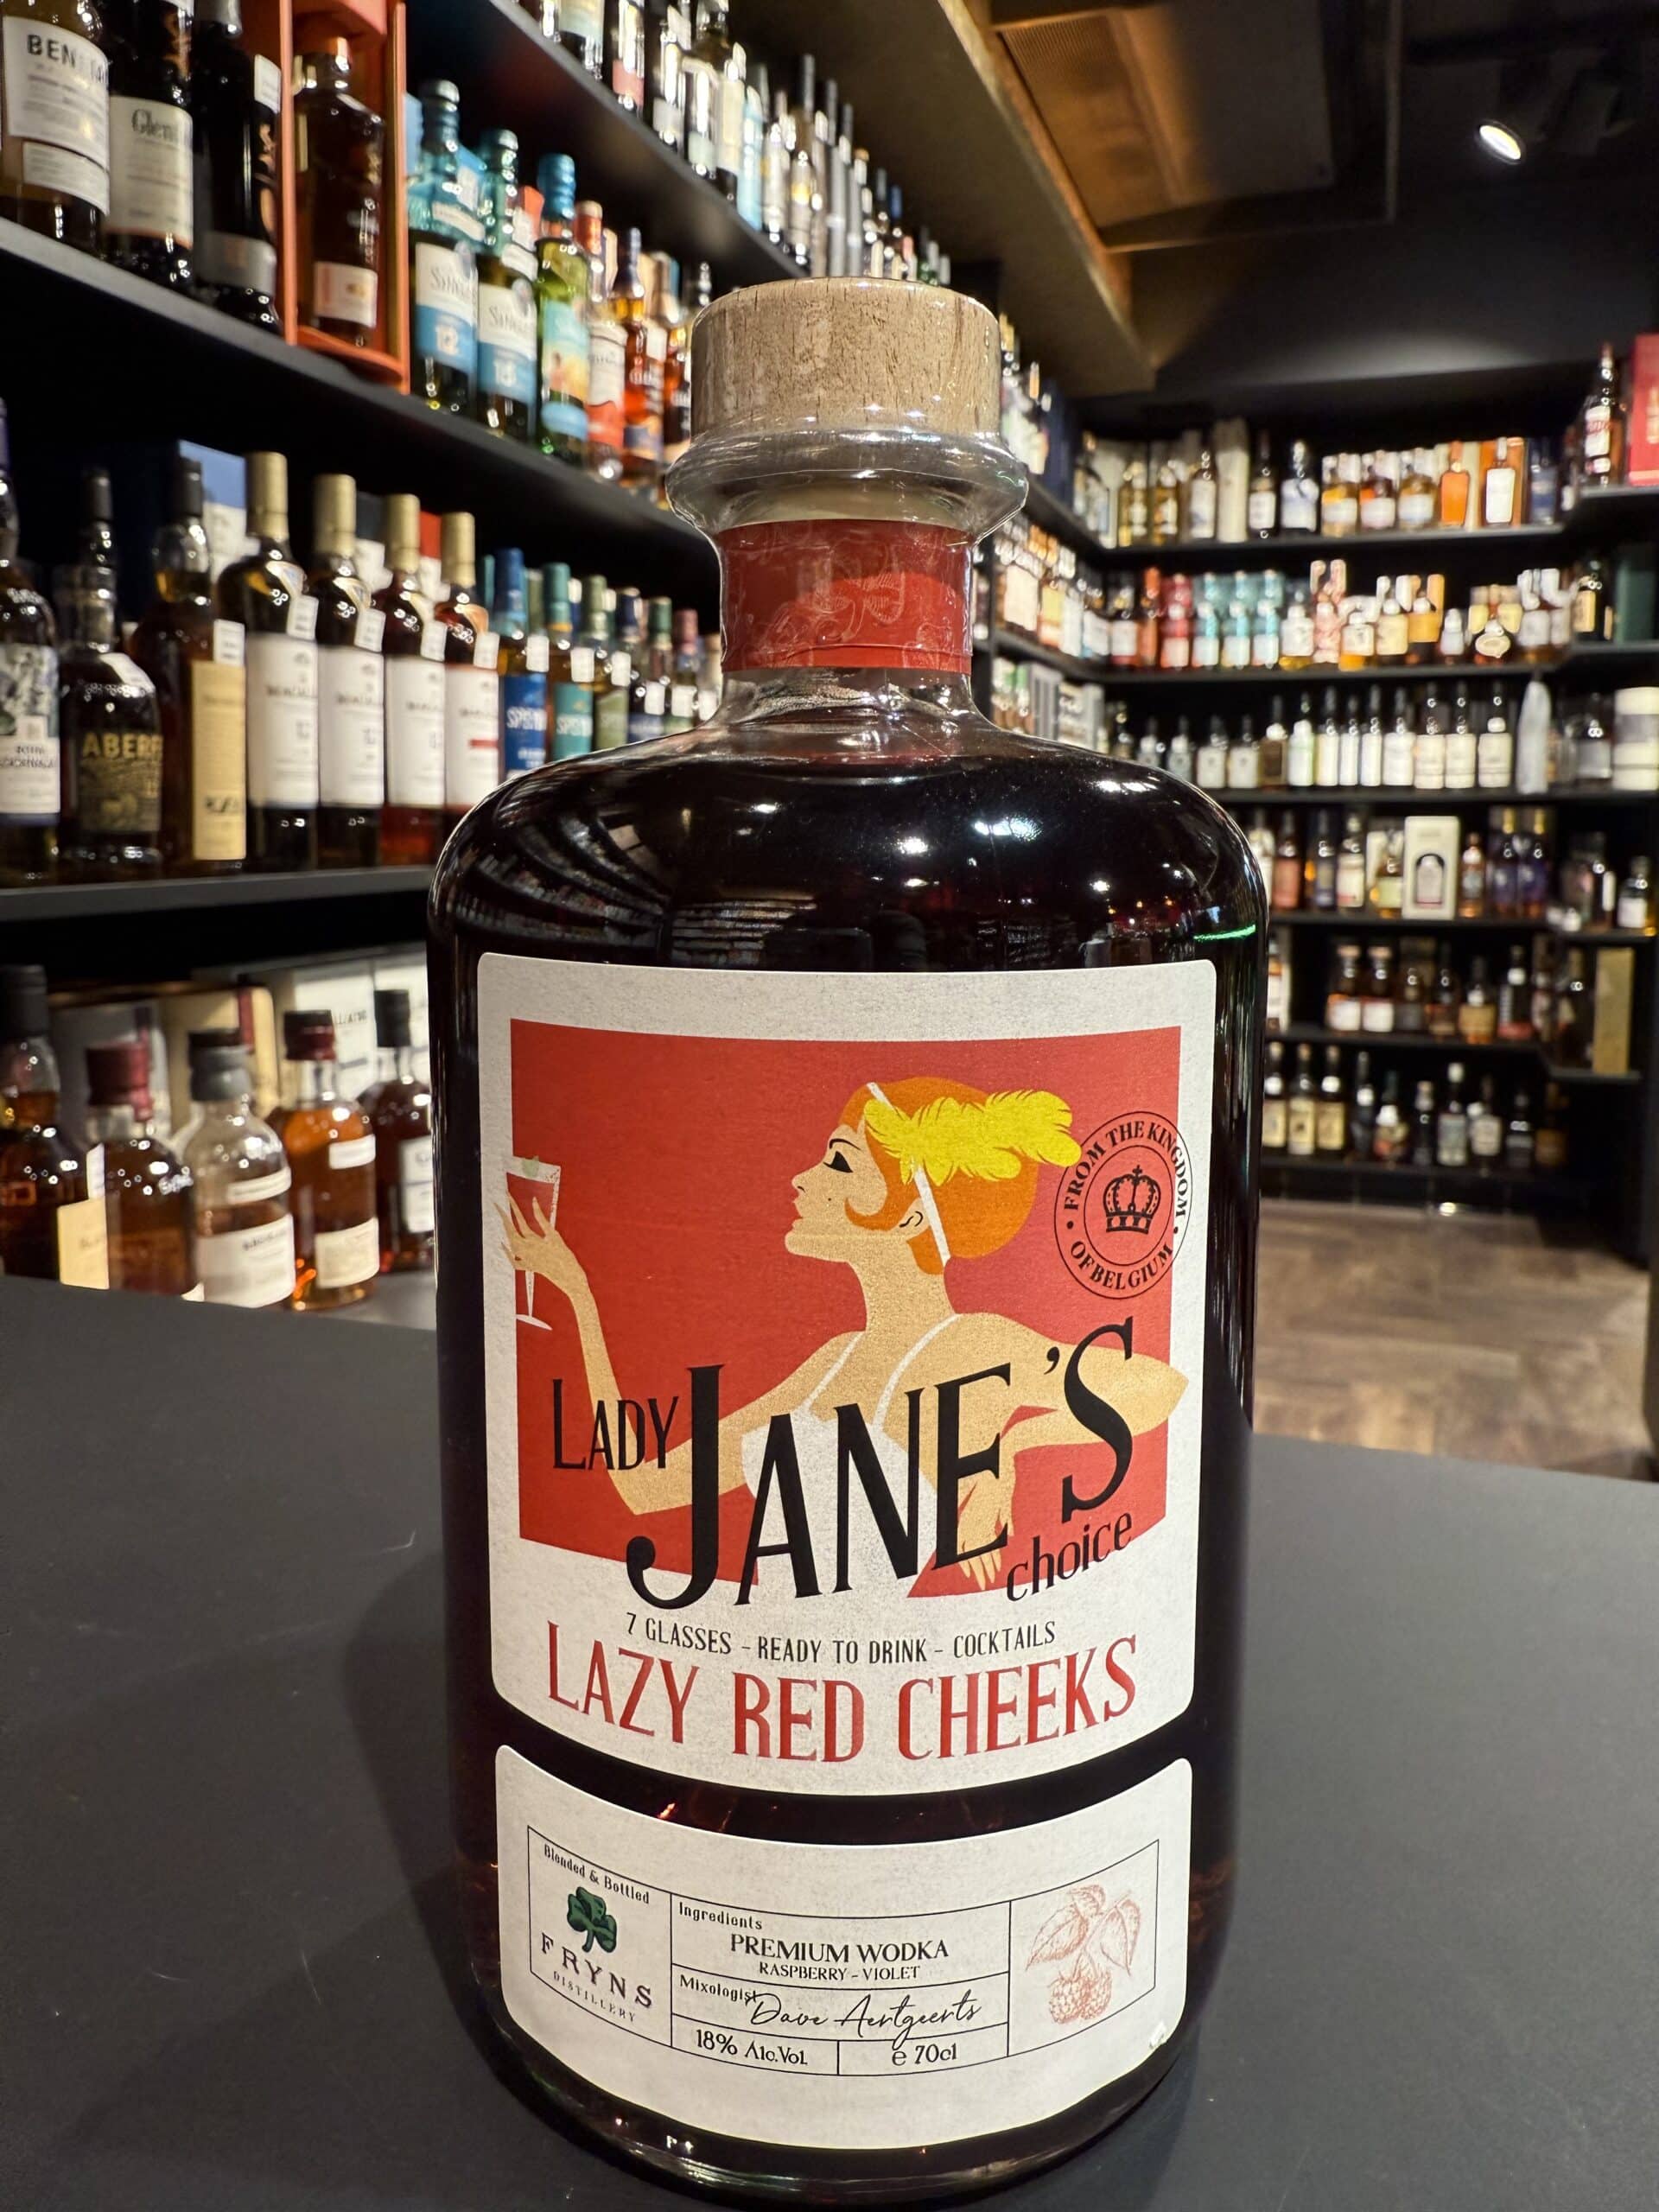 FROM THE KINGDOM
OF BELGIUM
LADY JANE'S
choice
7 GLASSES - READY TO DRINK - COCKTAILS
LAZY RED CHEEKS
Blended & Bottled
FRYNS
DISTILLERY
Ingredients
PREMIUM WODKA
RASPBERRY - VIOLET
Mixologist
Dave Aertgeerts
18% Alc.Vol.
e 70cl